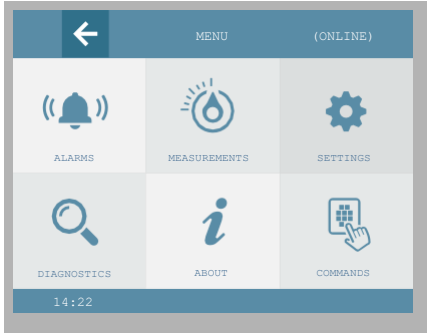 MENU (ONLINE)
ALARMS MEASUREMENTS SETTINGS
DIAGNOSTICS ABOUT COMMANDS
14:22